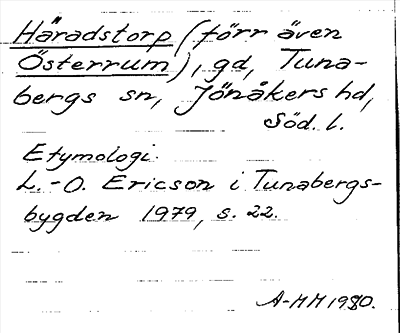 Häradstorp (förr även
Österrum), gd, Tuna-
bergs sn, Jönåkers hd,
Söd. l.
Etymologi:
L.-O. Ericson i Tunabergs-
bygden 1979, s. 22.
A-MM 1980.